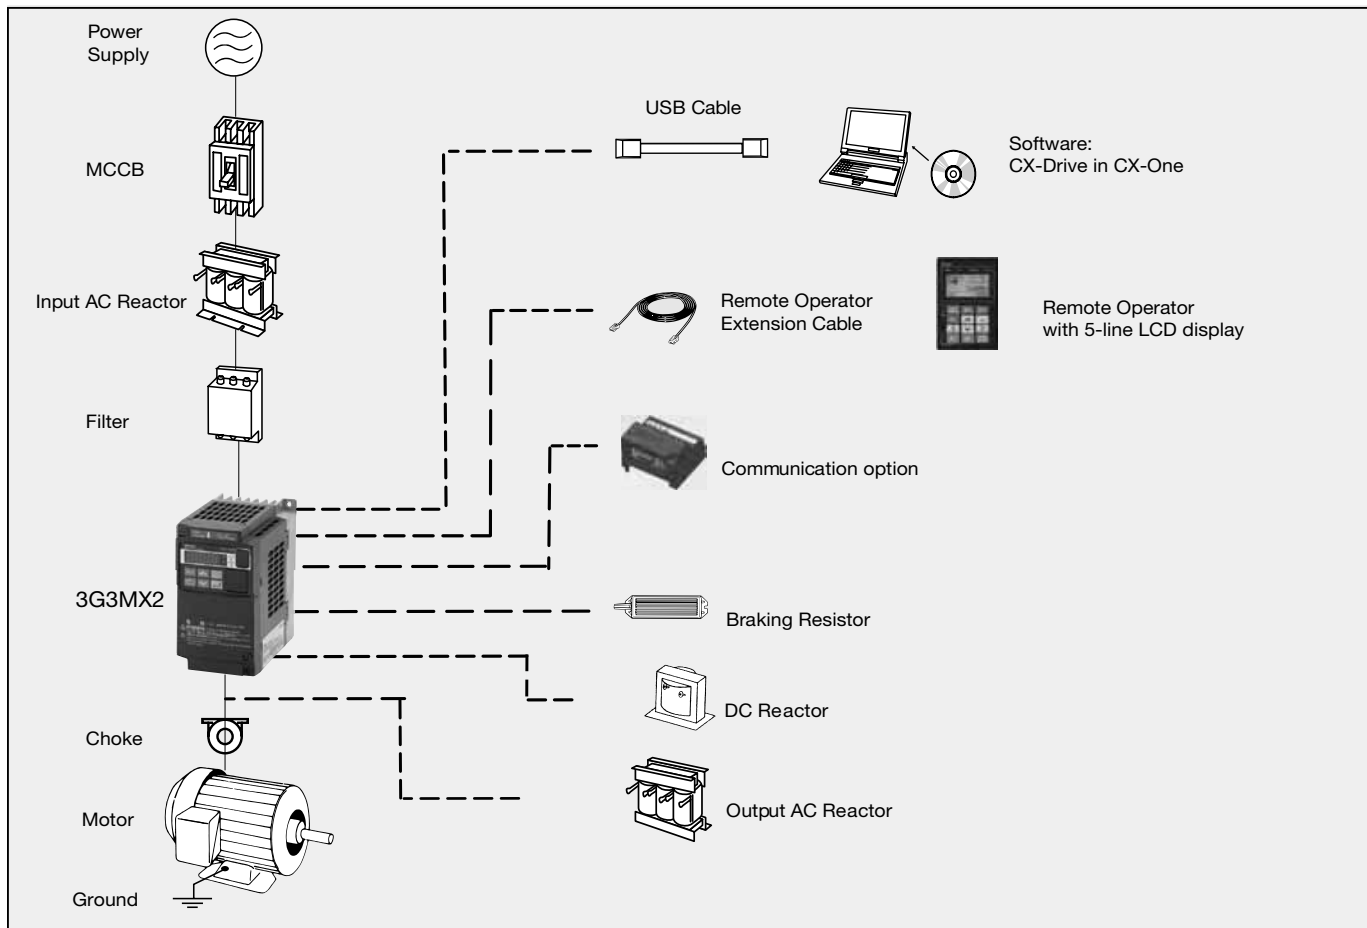 Power
Supply
MCCB
Input AC Reactor
Filter
3G3MX2
Choke
Motor
Ground
USB Cable
Software:
CX-Drive in CX-One
Remote Operator
Extension Cable
Remote Operator
with 5-line LCD display
Communication option
Braking Resistor
DC Reactor
Output AC Reactor